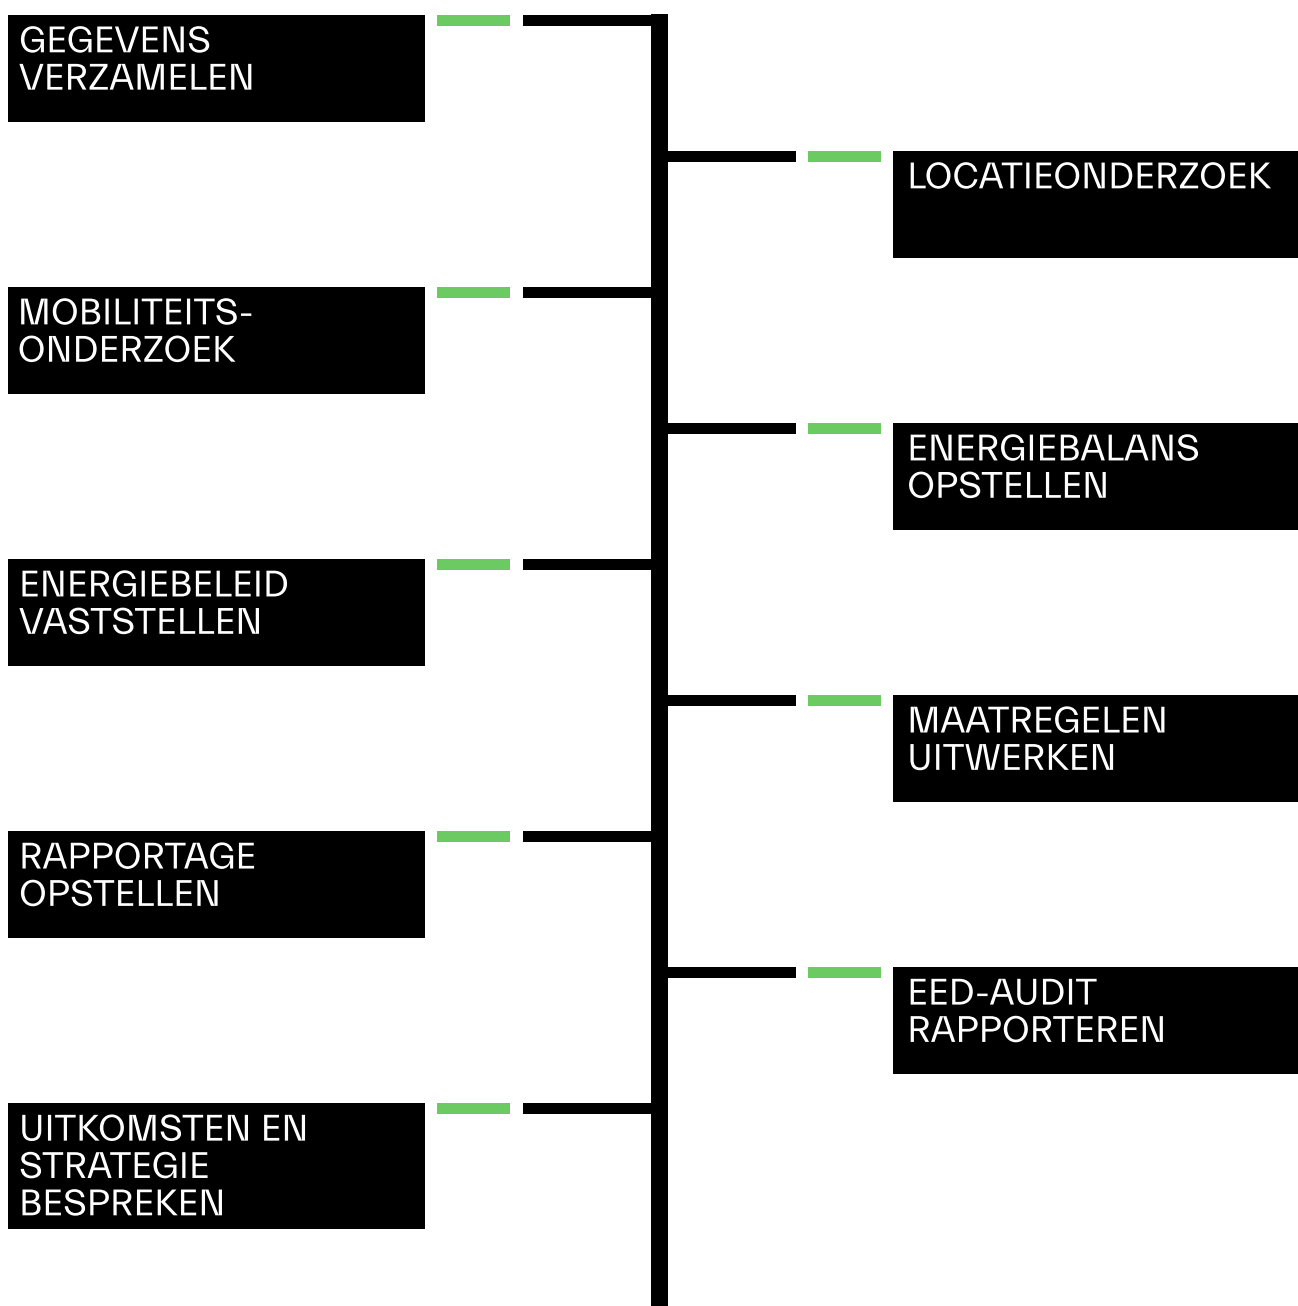 GEGEVENS
VERZAMELEN
LOCATIEONDERZOEK
MOBILITEITS-
ONDERZOEK
ENERGIEBALANS
OPSTELLEN
ENERGIEBELEID
VASTSTELLEN
MAATREGELEN
UITWERKEN
RAPPORTAGE
OPSTELLEN
EED-AUDIT
RAPPORTEREN
UITKOMSTEN EN
STRATEGIE
BESPREKEN